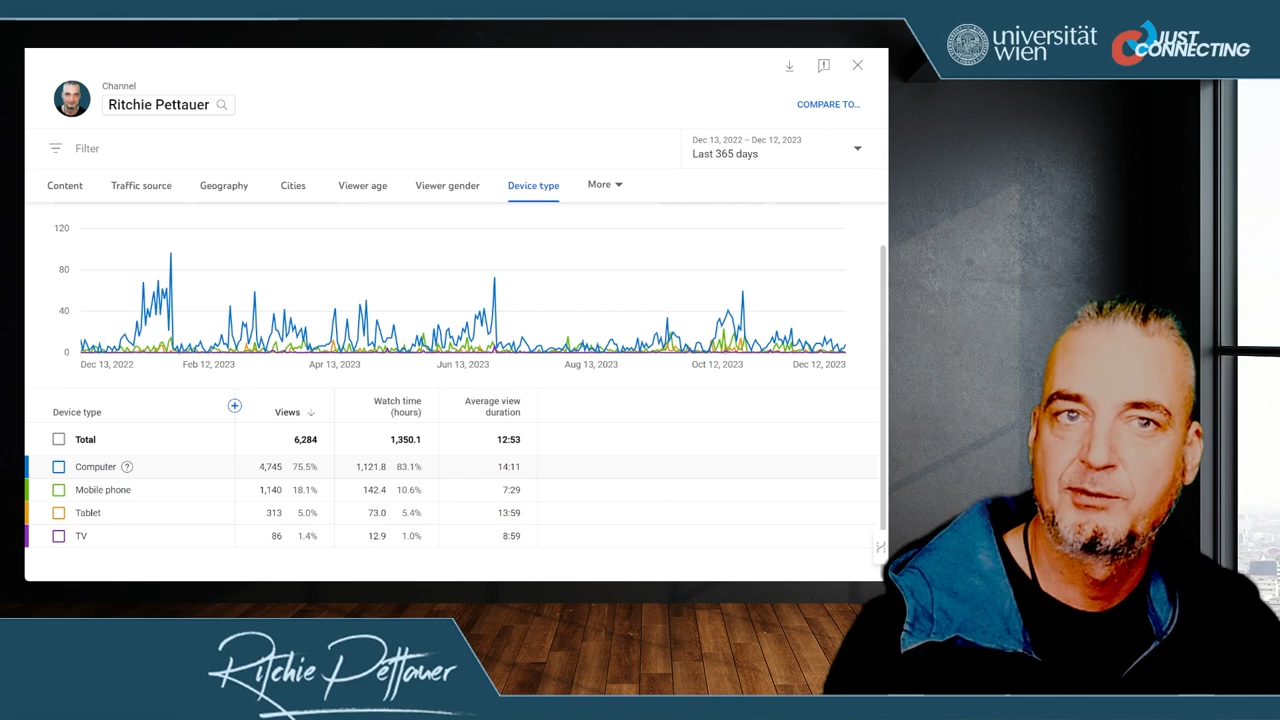 universität
wien
JUST
CONNECTING
Channel
Ritchie Pettauer
COMPARE TO...
Filter
Dec 13, 2022 – Dec 12, 2023
Last 365 days
Content Traffic source Geography Cities Viewer age Viewer gender Device type More
120
80
40
0
Dec 13, 2022 Feb 12, 2023 Apr 13, 2023 Jun 13, 2023 Aug 13, 2023 Oct 12, 2023 Dec 12, 2023
Device type Views Watch time (hours) Average view duration
Total 6,284 1,350.1 12:53
Computer 4,745 75.5% 1,121.8 83.1% 14:11
Mobile phone 1,140 18.1% 142.4 10.6% 7:29
Tablet 313 5.0% 73.0 5.4% 13:59
TV 86 1.4% 12.9 1.0% 8:59
Ritchie Pettauer